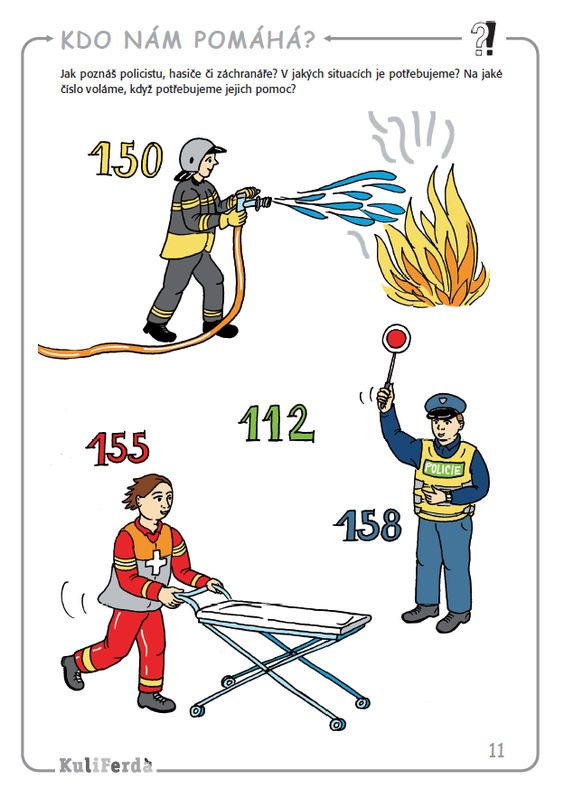 KDO NÁM POMÁHÁ?
Jak poznáš policistu, hasiče či záchranáře? V jakých situacích je potřebujeme? Na jaké
číslo voláme, když potřebujeme jejich pomoc?
150
112
155
POLICIE
158
11
KuliFerda